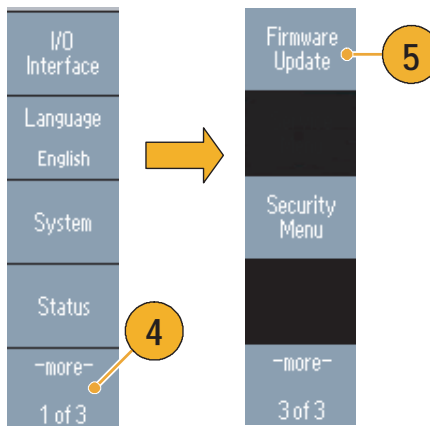 I/O
Interface
Language
English
System
Status
-more-
1 of 3
4
Firmware
Update
5
Security
Menu
-more-
3 of 3